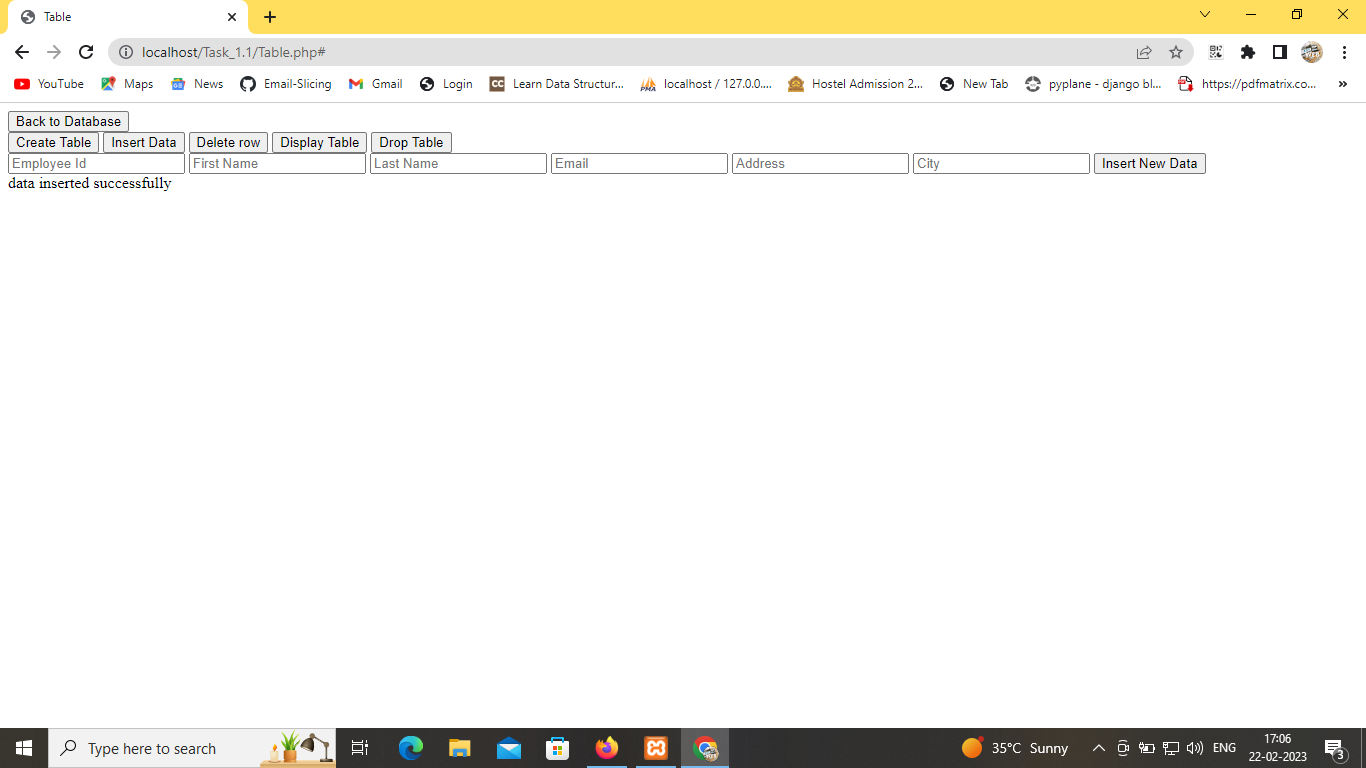 Table
localhost/Task_1.1/Table.php#
YouTube Maps News Email-Slicing Gmail Login Learn Data Structur... localhost / 127.0.0.... Hostel Admission 2... New Tab pyplane - django bl... https://pdfmatrix.co... »
Back to Database
Create Table Insert Data Delete row Display Table Drop Table
Employee Id First Name Last Name Email Address City Insert New Data
data inserted successfully
Type here to search 35°C Sunny ENG 17:06
22-02-2023 3